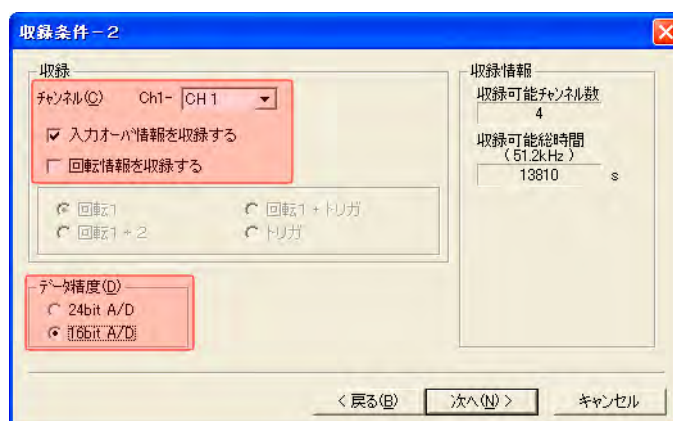 収録条件-2
収録
チャンネル(C) Ch1- CH 1
入力オーバ情報を収録する
回転情報を収録する
回転1
回転1+トリガ
回転1+2
トリガ
データ精度(D)
24bit A/D
16bit A/D
収録情報
収録可能チャンネル数
4
収録可能総時間
( 51.2kHz )
13810 s
< 戻る(B)
次へ(N) >
キャンセル